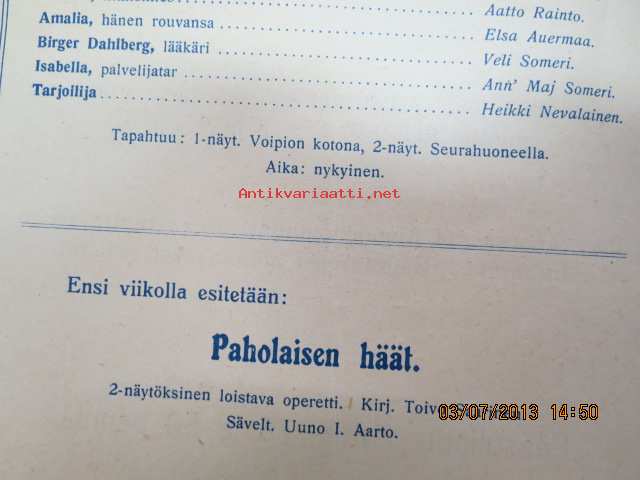 Aatto Rainto.
Amalia, hänen rouvansa ........ Elsa Auermaa.
Birger Dahlberg, lääkäri ........ Veli Someri.
Isabella, palvelijatar ........ Ann' Maj Someri.
Tarjoilija ........ Heikki Nevalainen.
Tapahtuu: 1-näyt. Voipion kotona, 2-näyt. Seurahuoneella.
Aika: nykyinen.
Antikvariaatti.net
Ensi viikolla esitetään:
Paholaisen häät.
2-näytöksinen loistava operetti. Kirj. Toivo
03/07/2013 14:50
Sävelt. Uuno I. Aarto.